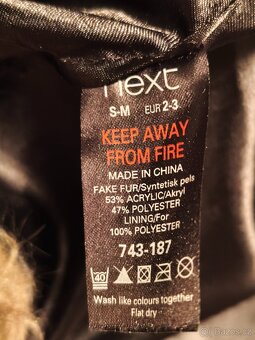 next
S-M EUR 2-3
KEEP AWAY
FROM FIRE
MADE IN CHINA
FAKE FUR/Syntetisk pels
53% ACRYLIC/Akryl
47% POLYESTER
LINING/For
100% POLYESTER
743-187
40
Wash like colours together
Flat dry